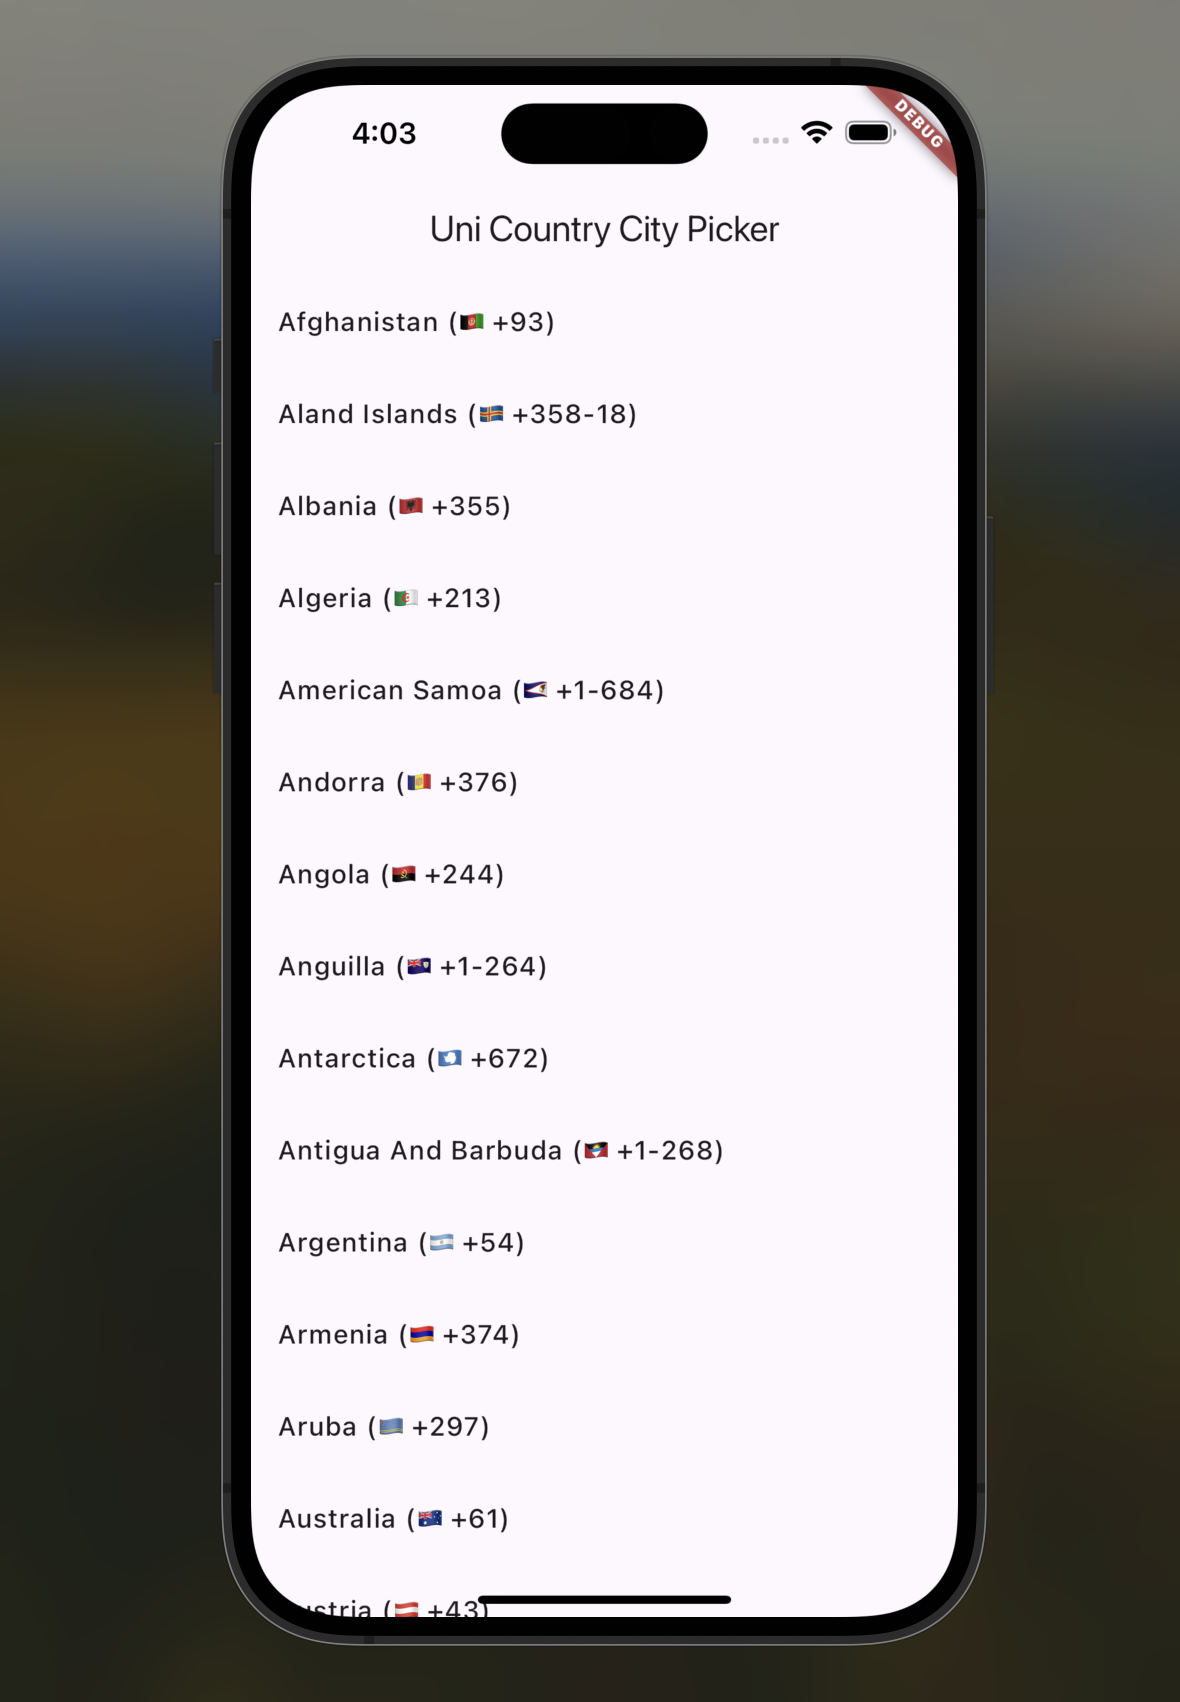 4:03
DEBUG
Uni Country City Picker
Afghanistan (🇦🇫 +93)
Aland Islands (🇦🇽 +358-18)
Albania (🇦🇱 +355)
Algeria (🇩🇿 +213)
American Samoa (🇦🇸 +1-684)
Andorra (🇦🇩 +376)
Angola (🇦🇴 +244)
Anguilla (🇦🇮 +1-264)
Antarctica (🇦🇶 +672)
Antigua And Barbuda (🇦🇬 +1-268)
Argentina (🇦🇷 +54)
Armenia (🇦🇲 +374)
Aruba (🇦🇼 +297)
Australia (🇦🇺 +61)
ustria (🇦🇹 +43)